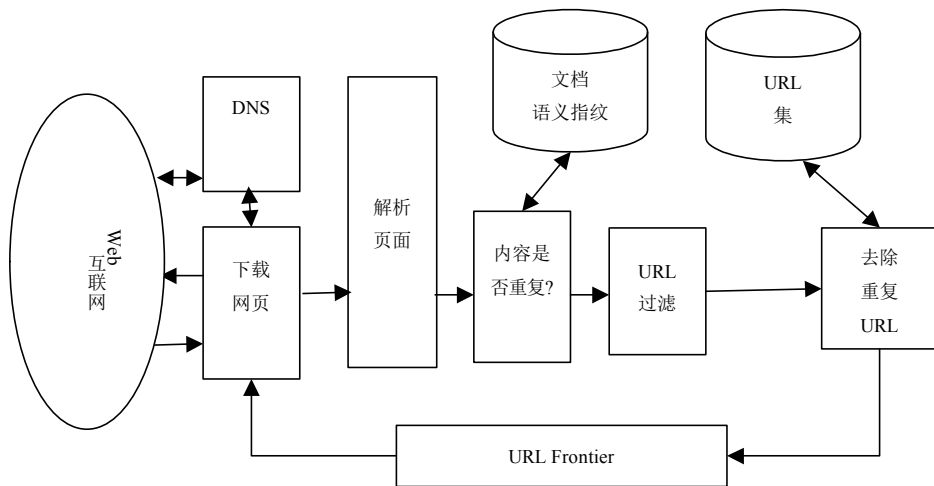 文档
语义指纹
URL
集
DNS
Web
互联网
下载
网页
解析
页面
内容是
否重复?
URL
过滤
去除
重复
URL
URL Frontier